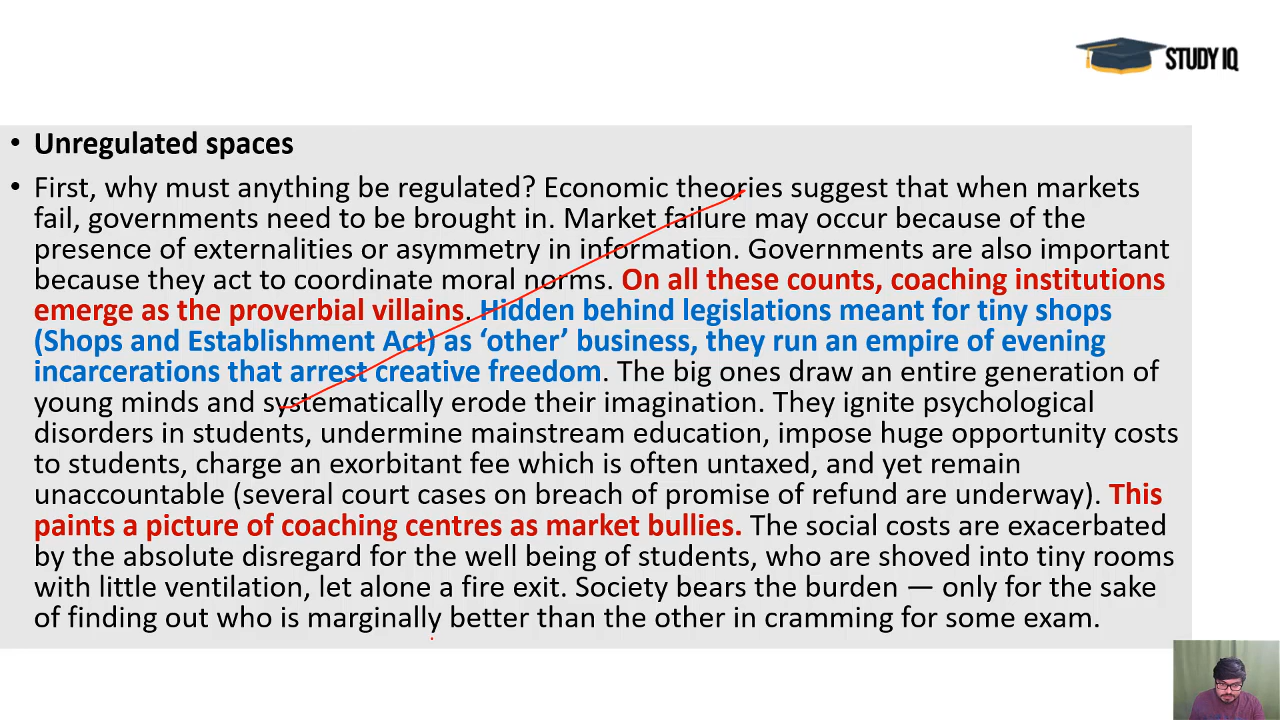 STUDY IQ
• Unregulated spaces
• First, why must anything be regulated? Economic theories suggest that when markets
fail, governments need to be brought in. Market failure may occur because of the
presence of externalities or asymmetry in information. Governments are also important
because they act to coordinate moral norms. On all these counts, coaching institutions
emerge as the proverbial villains. Hidden behind legislations meant for tiny shops
(Shops and Establishment Act) as ‘other’ business, they run an empire of evening
incarcerations that arrest creative freedom. The big ones draw an entire generation of
young minds and systematically erode their imagination. They ignite psychological
disorders in students, undermine mainstream education, impose huge opportunity costs
to students, charge an exorbitant fee which is often untaxed, and yet remain
unaccountable (several court cases on breach of promise of refund are underway). This
paints a picture of coaching centres as market bullies. The social costs are exacerbated
by the absolute disregard for the well being of students, who are shoved into tiny rooms
with little ventilation, let alone a fire exit. Society bears the burden — only for the sake
of finding out who is marginally better than the other in cramming for some exam.